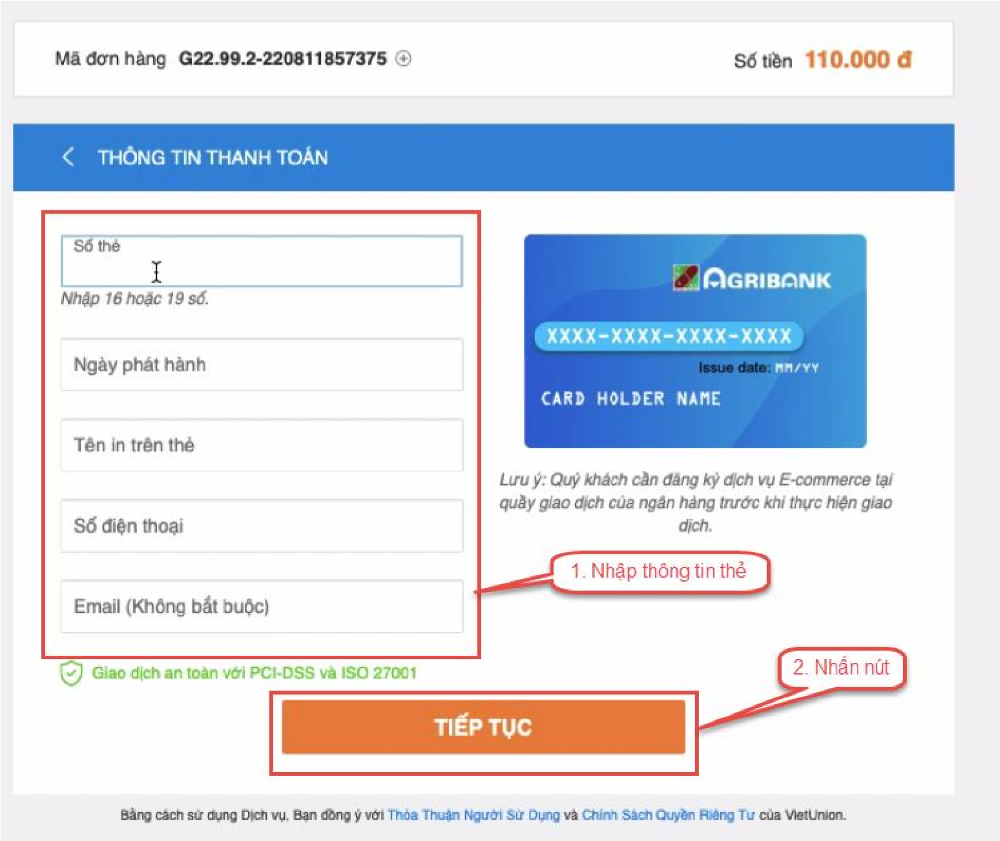 Mã đơn hàng G22.99.2-220811857375
Số tiền 110.000 đ
THÔNG TIN THANH TOÁN
Số thẻ
Nhập 16 hoặc 19 số.
Ngày phát hành
Tên in trên thẻ
Số điện thoại
Email (Không bắt buộc)
AGRIBANK
XXXX-XXXX-XXXX-XXXX
Issue date: MM/YY
CARD HOLDER NAME
Lưu ý: Quý khách cần đăng ký dịch vụ E-commerce tại
quầy giao dịch của ngân hàng trước khi thực hiện giao
dịch.
1. Nhập thông tin thẻ
Giao dịch an toàn với PCI-DSS và ISO 27001
2. Nhấn nút
TIẾP TỤC
Bằng cách sử dụng Dịch vụ, Bạn đồng ý với Thỏa Thuận Người Sử Dụng và Chính Sách Quyền Riêng Tư của VietUnion.